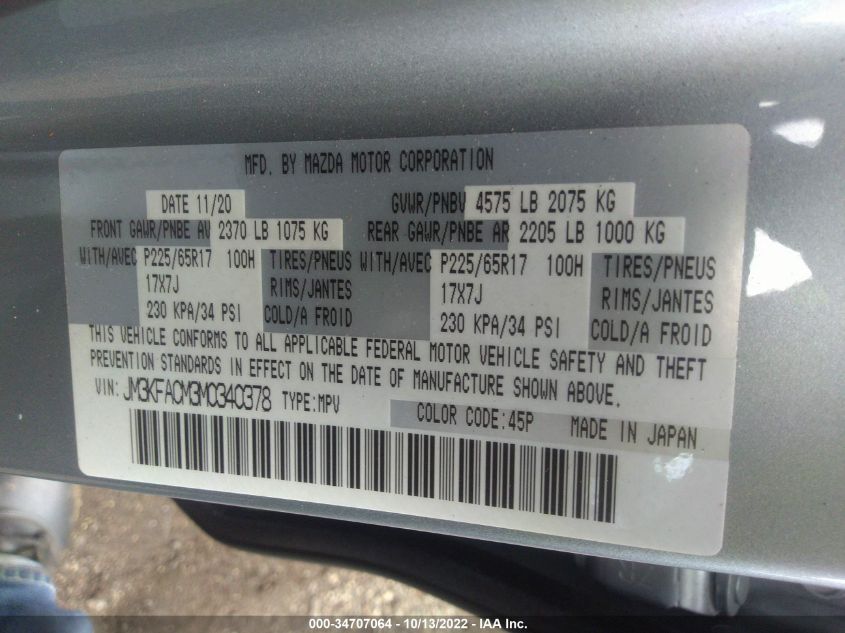 MFD. BY MAZDA MOTOR CORPORATION
DATE 11/20 GVWR/PNBV 4575 LB 2075 KG
FRONT GAWR/PNBE AV 2370 LB 1075 KG REAR GAWR/PNBE AR 2205 LB 1000 KG
WITH/AVEC P225/65R17 100H TIRES/PNEUS WITH/AVEC P225/65R17 100H TIRES/PNEUS
17X7J RIMS/JANTES 17X7J RIMS/JANTES
230 KPA/34 PSI COLD/A FROID 230 KPA/34 PSI COLD/A FROID
THIS VEHICLE CONFORMS TO ALL APPLICABLE FEDERAL MOTOR VEHICLE SAFETY AND THEFT
PREVENTION STANDARDS IN EFFECT ON THE DATE OF MANUFACTURE SHOWN ABOVE.
VIN: JM3KFACM3M0340378 TYPE:MPV COLOR CODE:45P MADE IN JAPAN
000-34707064 - 10/13/2022 - IAA Inc.